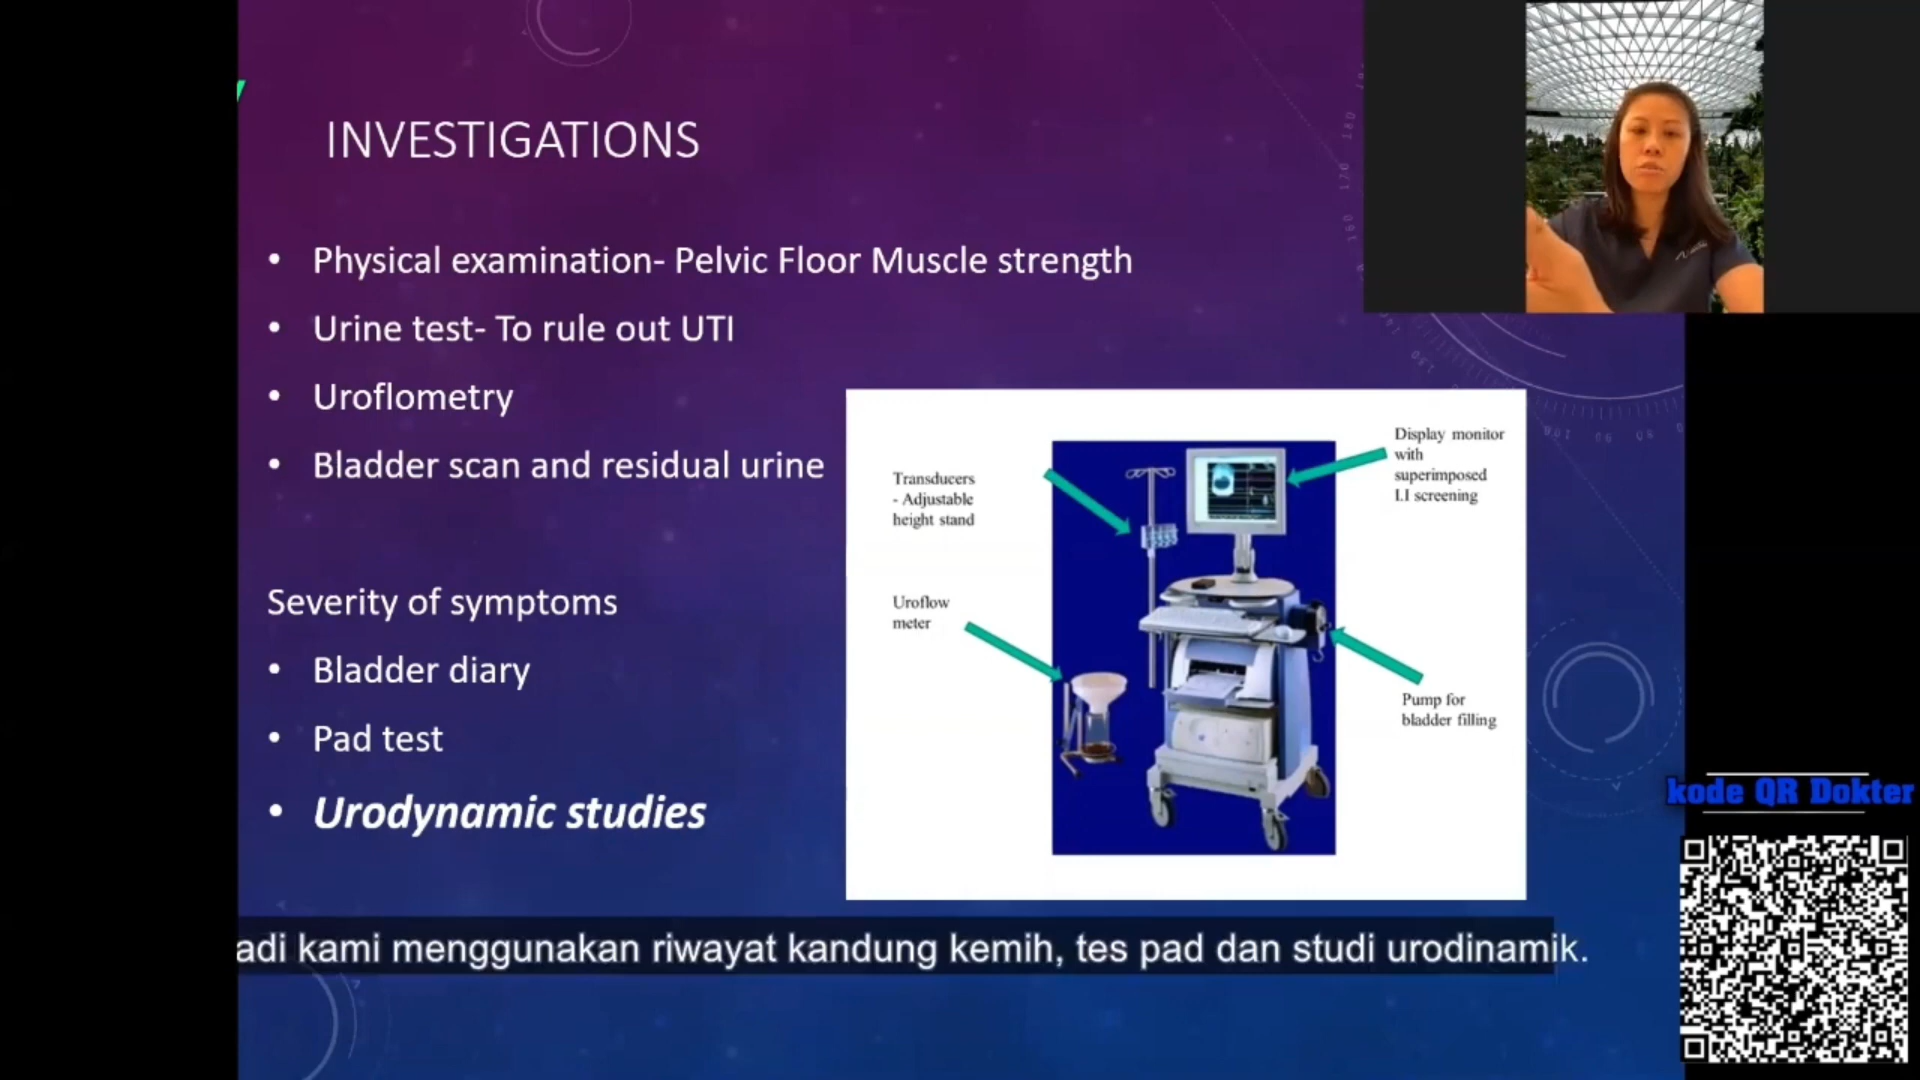 INVESTIGATIONS
• Physical examination- Pelvic Floor Muscle strength
• Urine test- To rule out UTI
• Uroflometry
• Bladder scan and residual urine
Severity of symptoms
• Bladder diary
• Pad test
• Urodynamic studies
Transducers
- Adjustable
height stand
Uroflow
meter
Display monitor
with
superimposed
I.I screening
Pump for
bladder filling
adi kami menggunakan riwayat kandung kemih, tes pad dan studi urodinamik.
kode QR Dokter